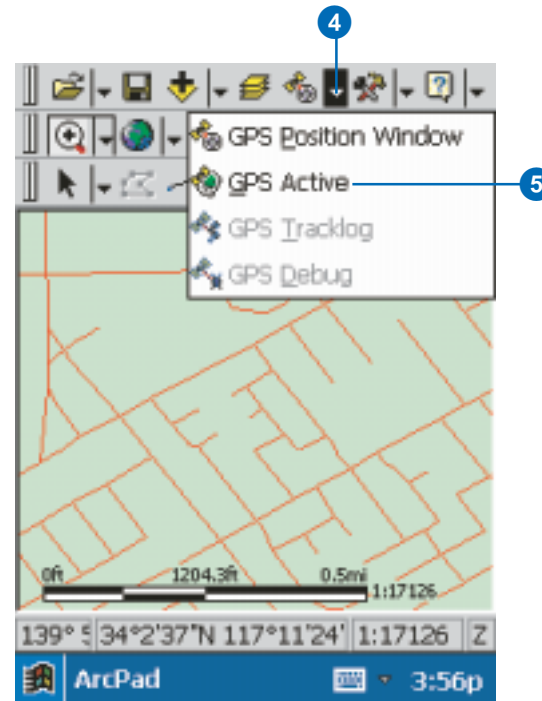 4
GPS Position Window
GPS Active
5
GPS Tracklog
GPS Debug
0ft 1204.3ft 0.5mi
1:17126
139° 34°2'37"N 117°11'24' 1:17126 Z
ArcPad 3:56p